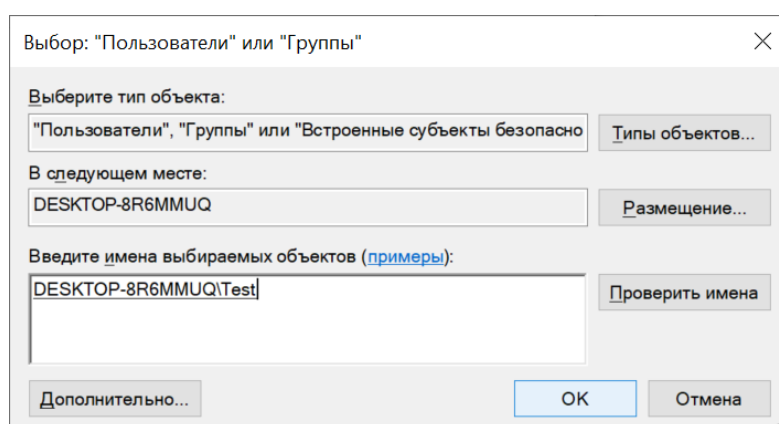 Выбор: "Пользователи" или "Группы"
Выберите тип объекта:
"Пользователи", "Группы" или "Встроенные субъекты безопасно
Типы объектов...
В следующем месте:
DESKTOP-8R6MMUQ
Размещение...
Введите имена выбираемых объектов (примеры):
DESKTOP-8R6MMUQ\Test
Проверить имена
Дополнительно...
OK
Отмена